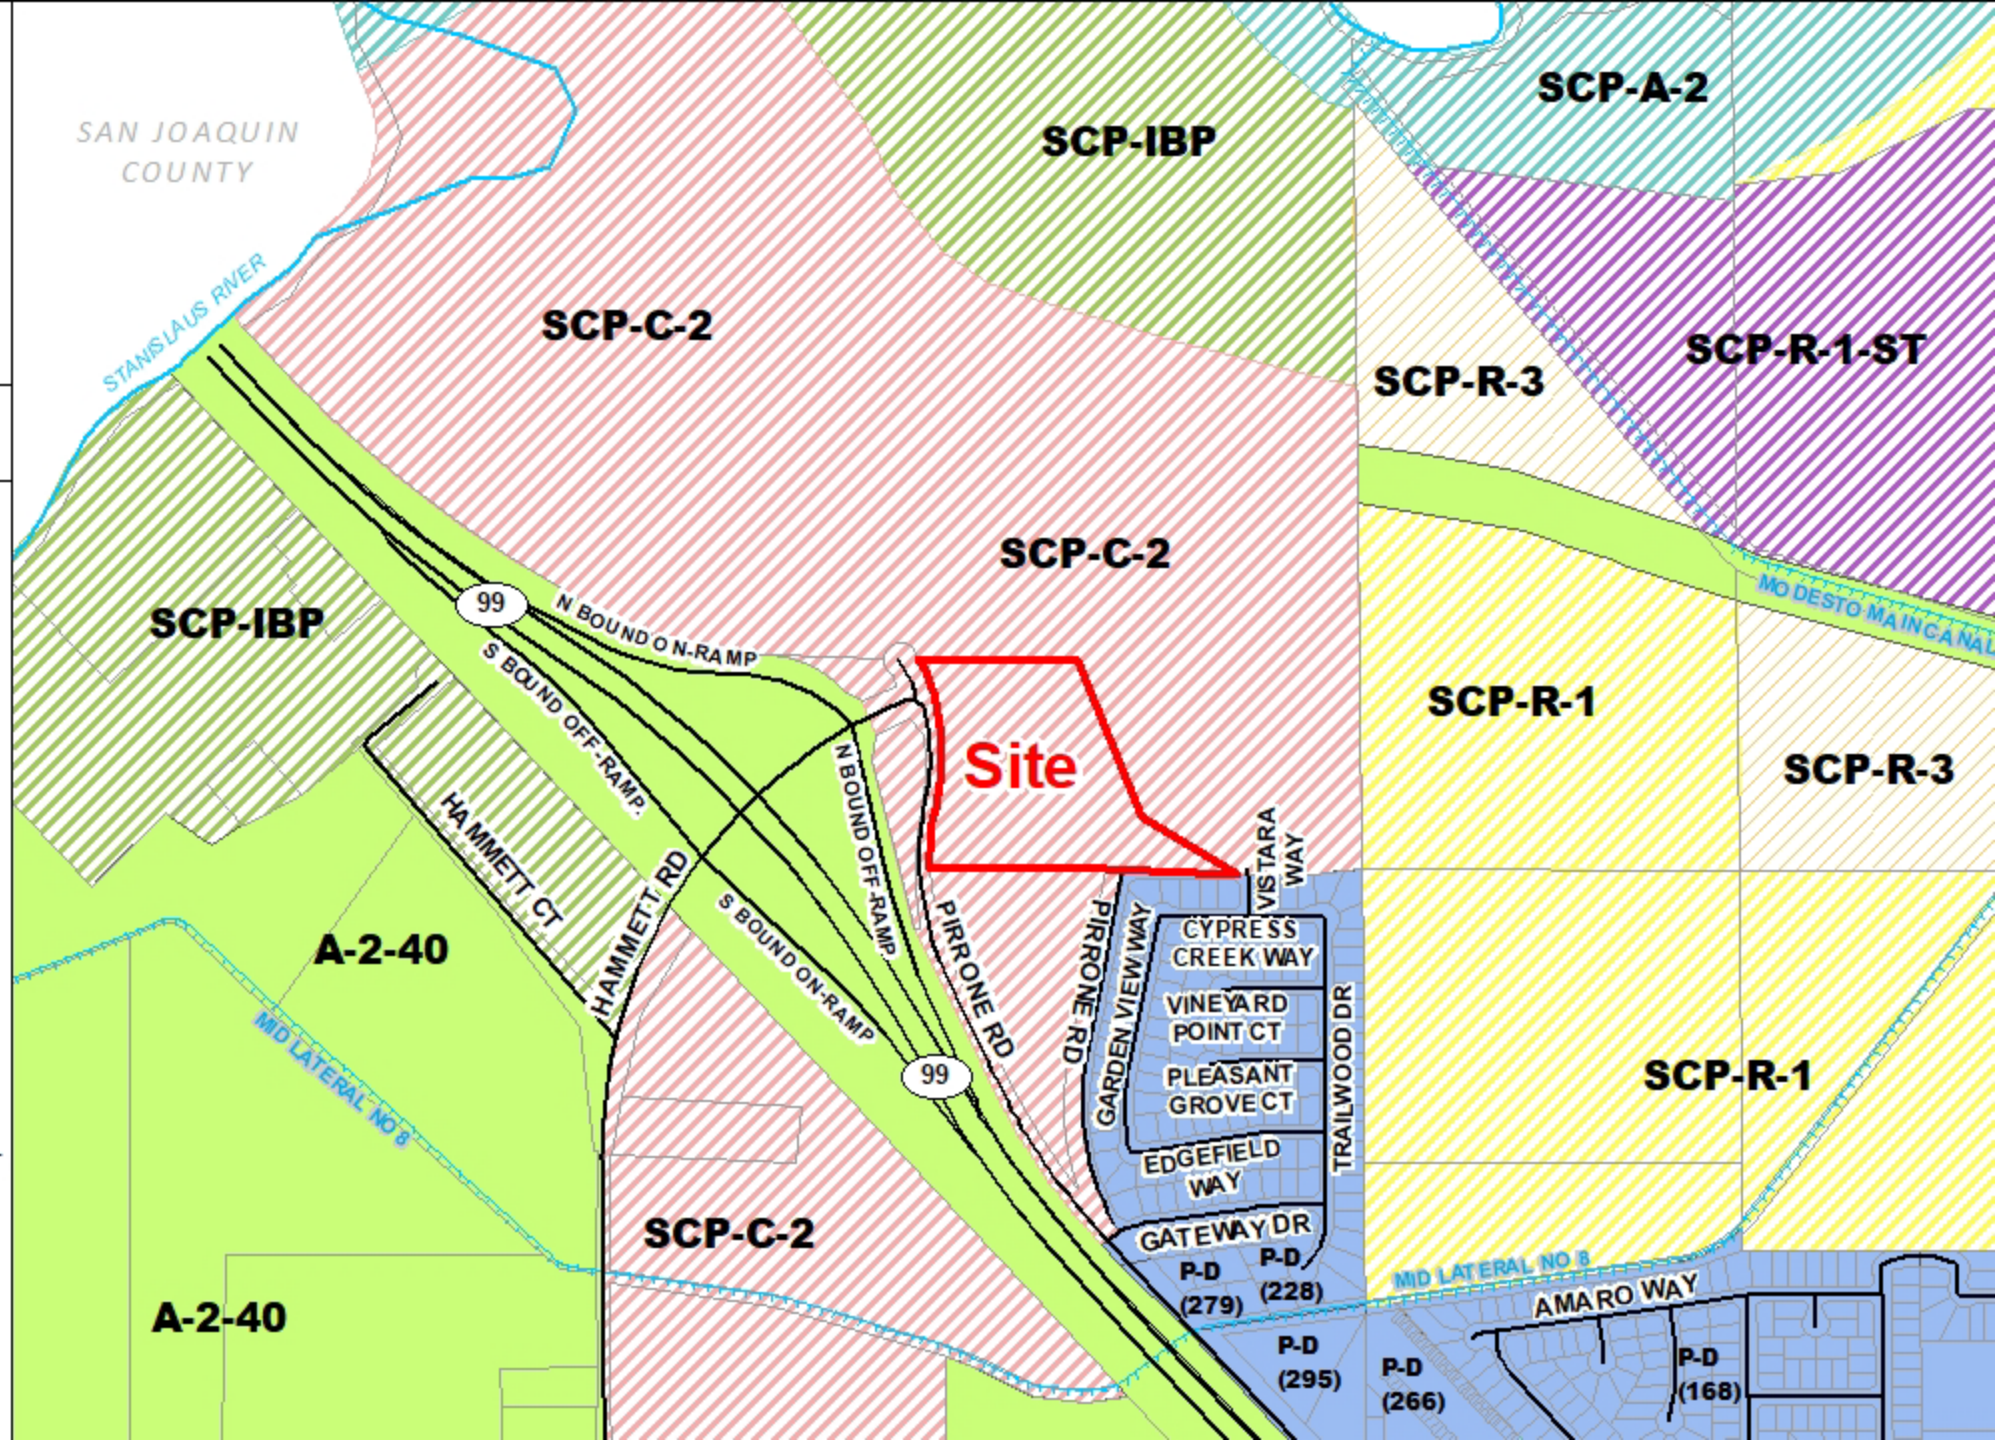 SCP-A-2
SAN JOAQUIN
COUNTY
SCP-IBP
STANISLAUS RIVER
SCP-C-2
SCP-R-1-ST
SCP-R-3
SCP-C-2
MODESTO MAIN CANAL
99
N BOUND ON-RAMP
SCP-IBP
S BOUND OFF-RAMP
SCP-R-1
Site
SCP-R-3
N BOUND OFF-RAMP
HAMMETT CT
HAMMETT RD
VISTARA
WAY
S BOUND ON-RAMP
PIRRONE RD
PIRRONE RD
GARDEN VIEW WAY
CYPRESS
CREEK WAY
A-2-40
VINEYARD
POINT CT
TRAILWOOD DR
MID LATERAL NO 8
99
PLEASANT
GROVE CT
SCP-R-1
EDGEFIELD
WAY
SCP-C-2
GATEWAY DR
P-D
(279)
P-D
(228)
MID LATERAL NO 8
AMARO WAY
A-2-40
P-D
(295)
P-D
(266)
P-D
(168)